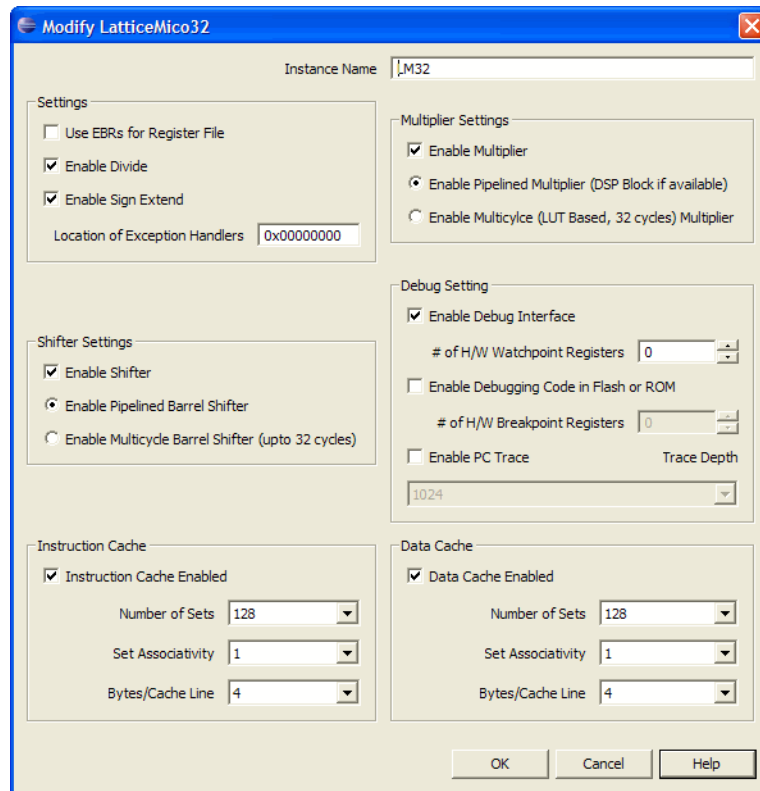 Modify LatticeMico32
Instance Name LM32
Settings
Use EBRs for Register File
Enable Divide
Enable Sign Extend
Location of Exception Handlers 0x00000000
Multiplier Settings
Enable Multiplier
Enable Pipelined Multiplier (DSP Block if available)
Enable Multicylce (LUT Based, 32 cycles) Multiplier
Shifter Settings
Enable Shifter
Enable Pipelined Barrel Shifter
Enable Multicycle Barrel Shifter (upto 32 cycles)
Debug Setting
Enable Debug Interface
# of H/W Watchpoint Registers 0
Enable Debugging Code in Flash or ROM
# of H/W Breakpoint Registers 0
Enable PC Trace Trace Depth
1024
Instruction Cache
Instruction Cache Enabled
Number of Sets 128
Set Associativity 1
Bytes/Cache Line 4
Data Cache
Data Cache Enabled
Number of Sets 128
Set Associativity 1
Bytes/Cache Line 4
OK Cancel Help